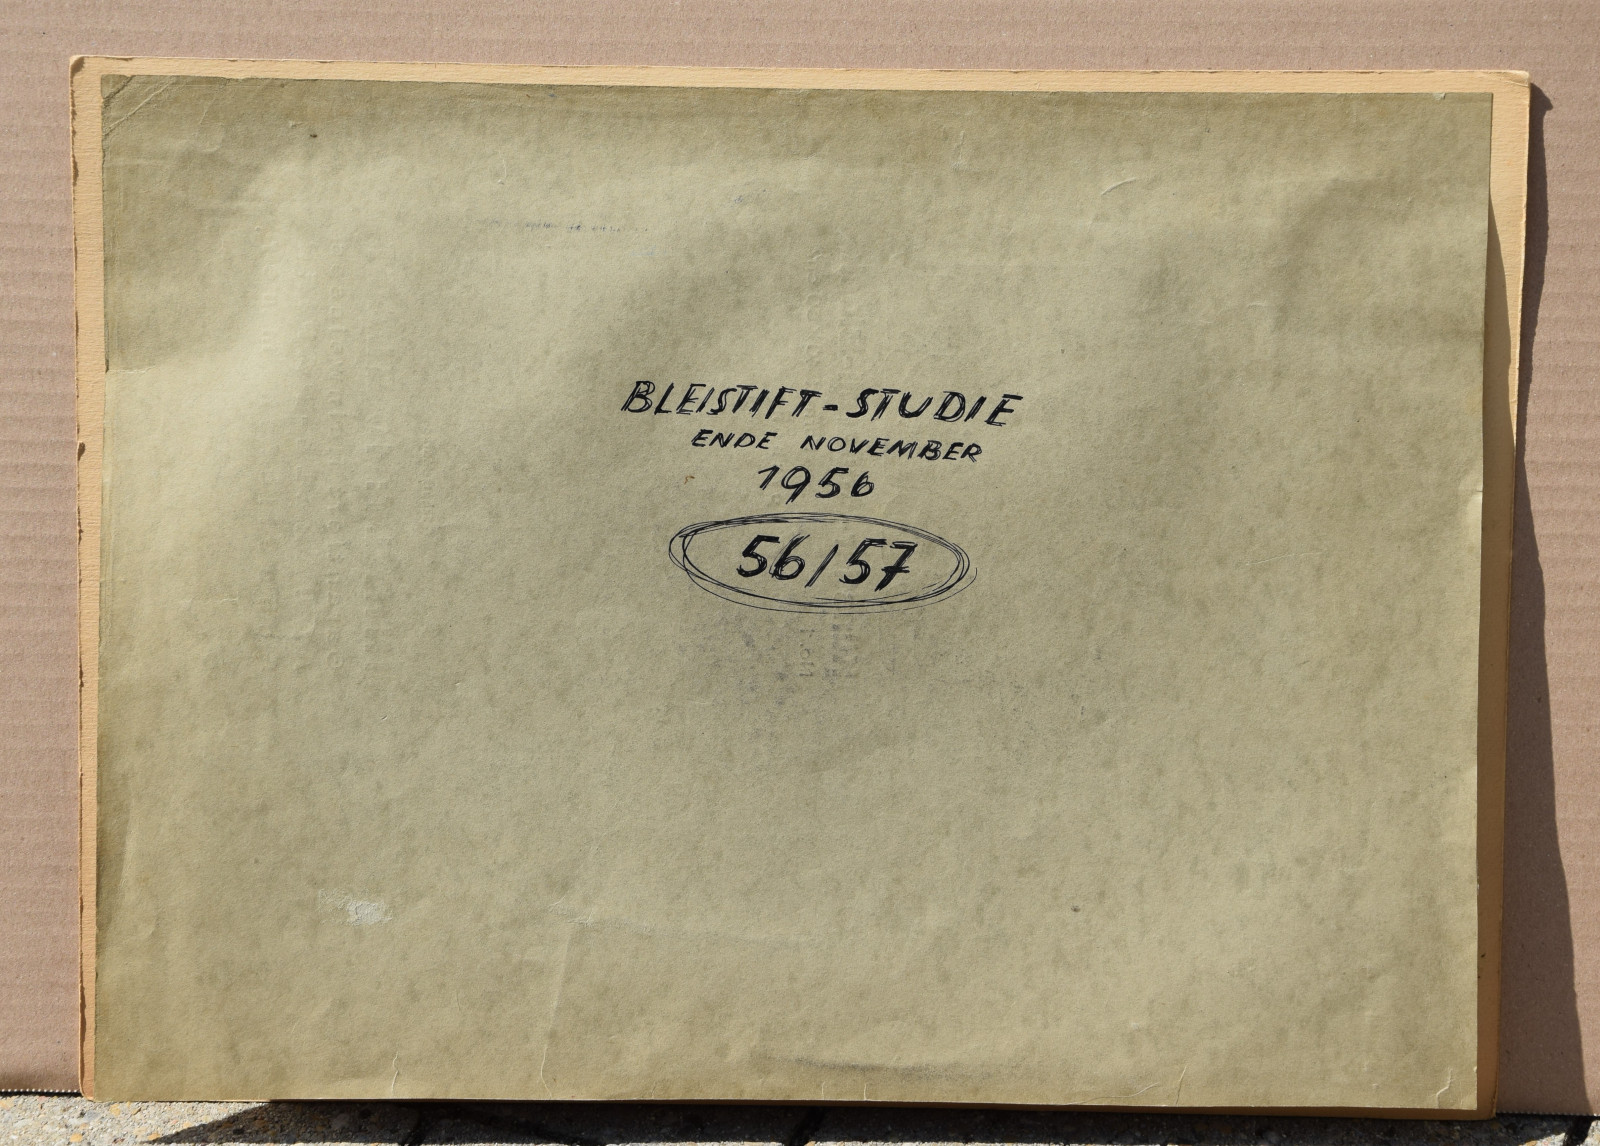 BLEISTIFT-STUDIE
ENDE NOVEMBER
1956
56/57